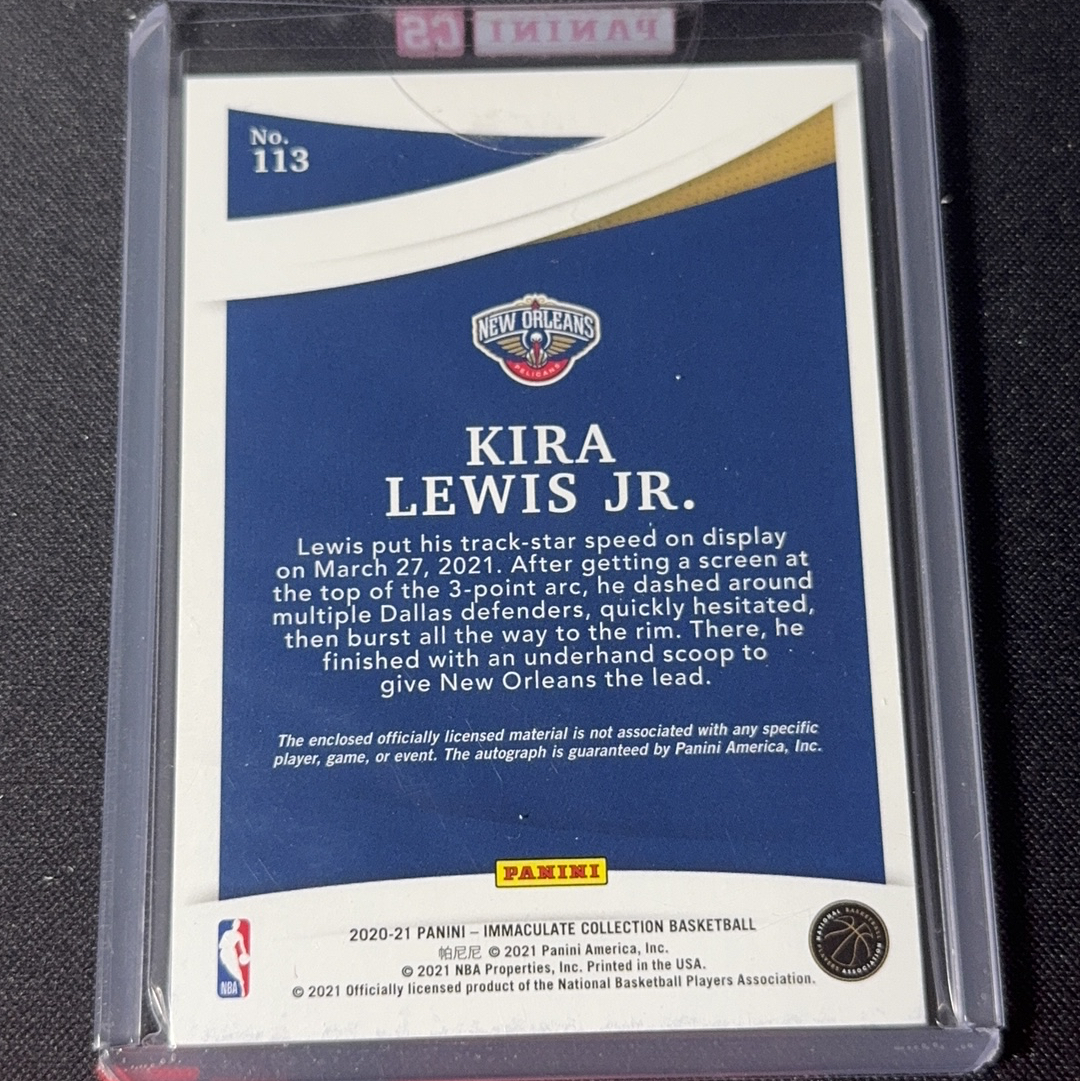 PANINI
No.
113
NEW ORLEANS
PELICANS
KIRA
LEWIS JR.
Lewis put his track-star speed on display
on March 27, 2021. After getting a screen at
the top of the 3-point arc, he dashed around
multiple Dallas defenders, quickly hesitated,
then burst all the way to the rim. There, he
finished with an underhand scoop to
give New Orleans the lead.
The enclosed officially licensed material is not associated with any specific
player, game, or event. The autograph is guaranteed by Panini America, Inc.
PANINI
2020-21 PANINI – IMMACULATE COLLECTION BASKETBALL
帕尼尼 © 2021 Panini America, Inc.
© 2021 NBA Properties, Inc. Printed in the USA.
© 2021 Officially licensed product of the National Basketball Players Association.
NBA
NATIONAL BASKETBALL
PLAYERS ASSOCIATION